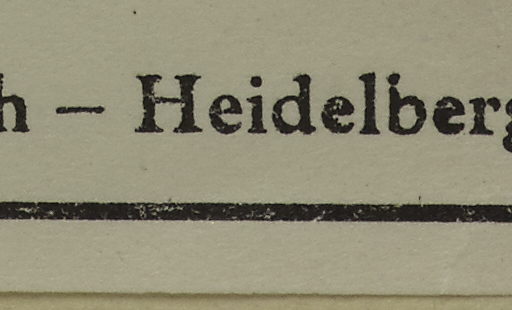 h – Heidelberg